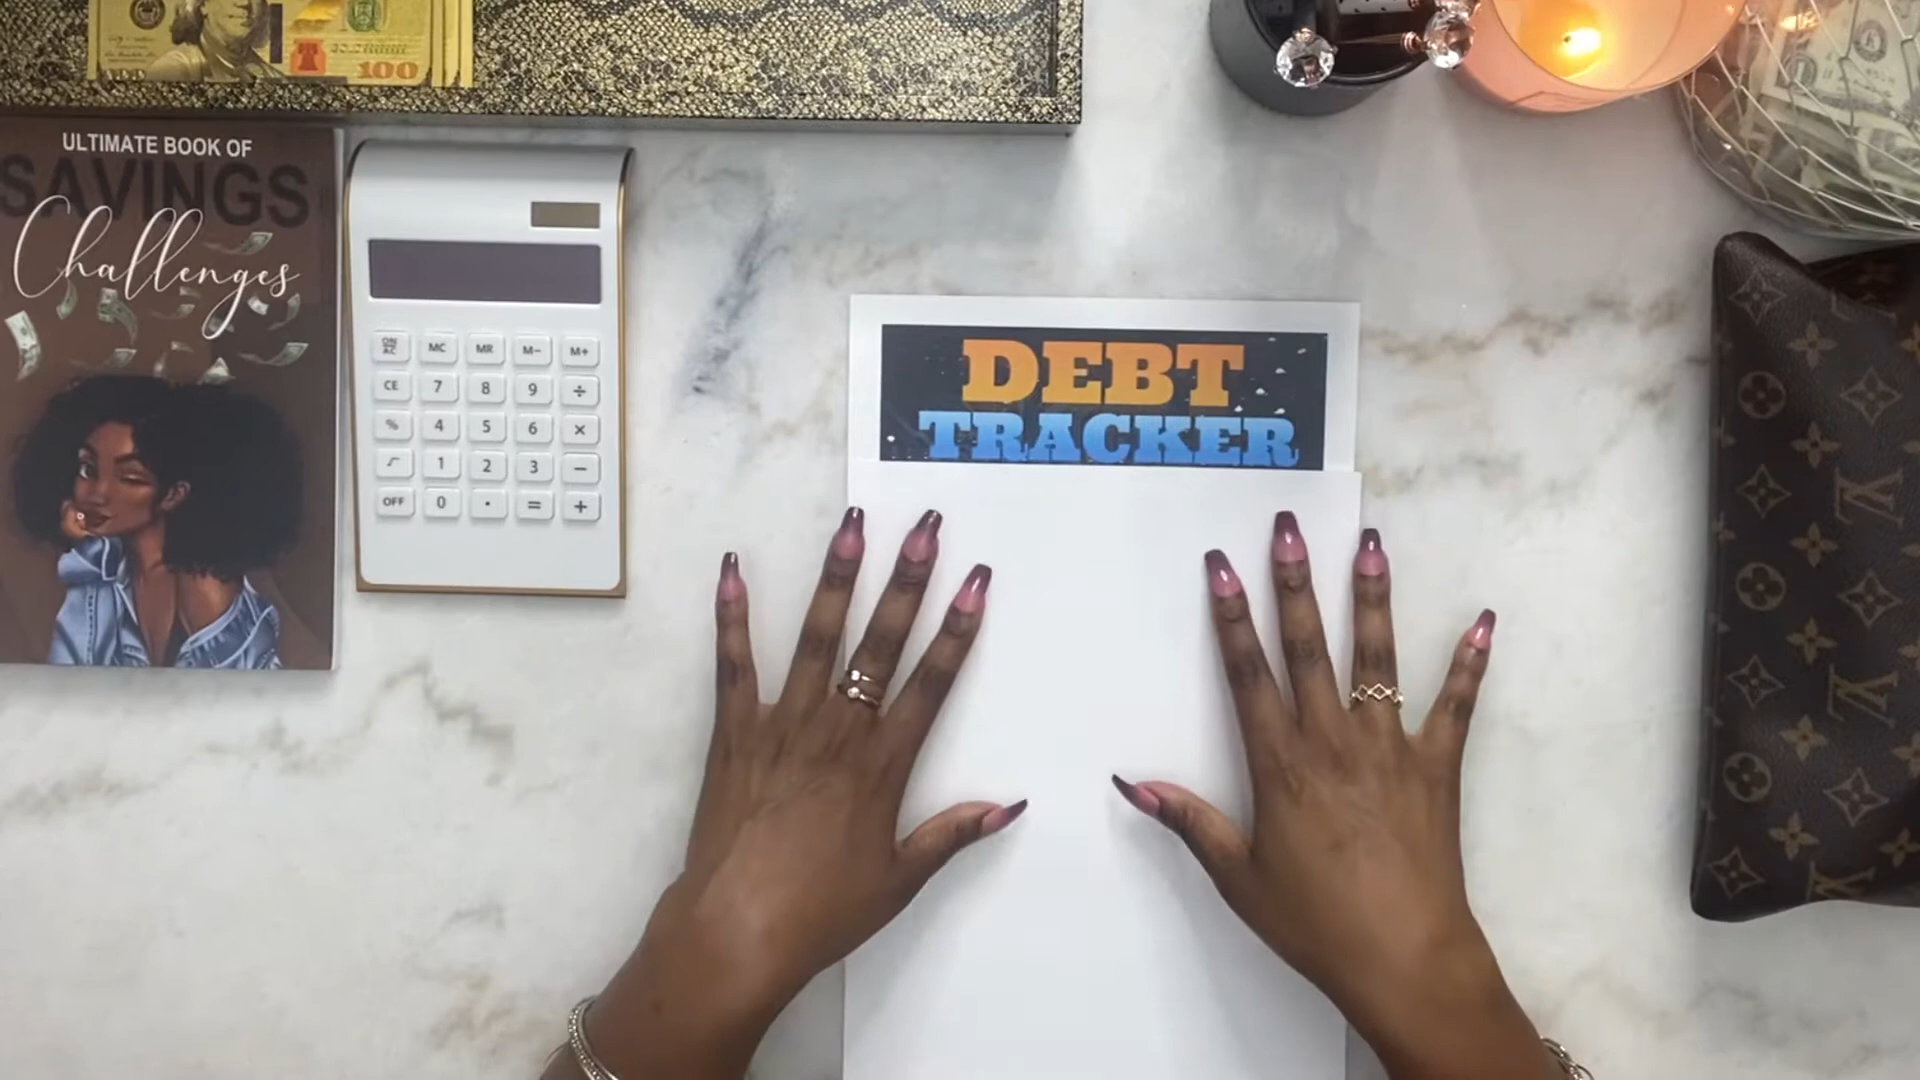 100
100
ULTIMATE BOOK OF
SAVINGS
Challenges
DEBT
TRACKER
ON
AC
MC
MR
M−
M+
CE
7
8
9
÷
%
4
5
6
×
√
1
2
3
−
OFF
0
.
=
+